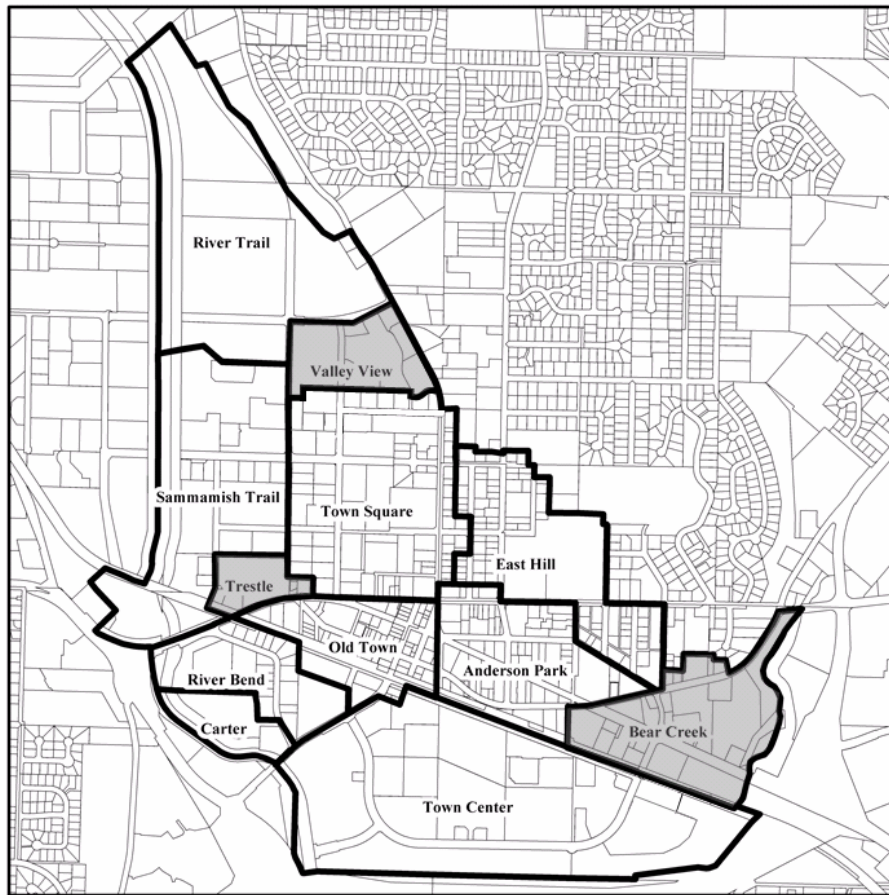 River Trail
Valley View
Sammamish Trail
Town Square
East Hill
Trestle
Old Town
Anderson Park
River Bend
Carter
Bear Creek
Town Center